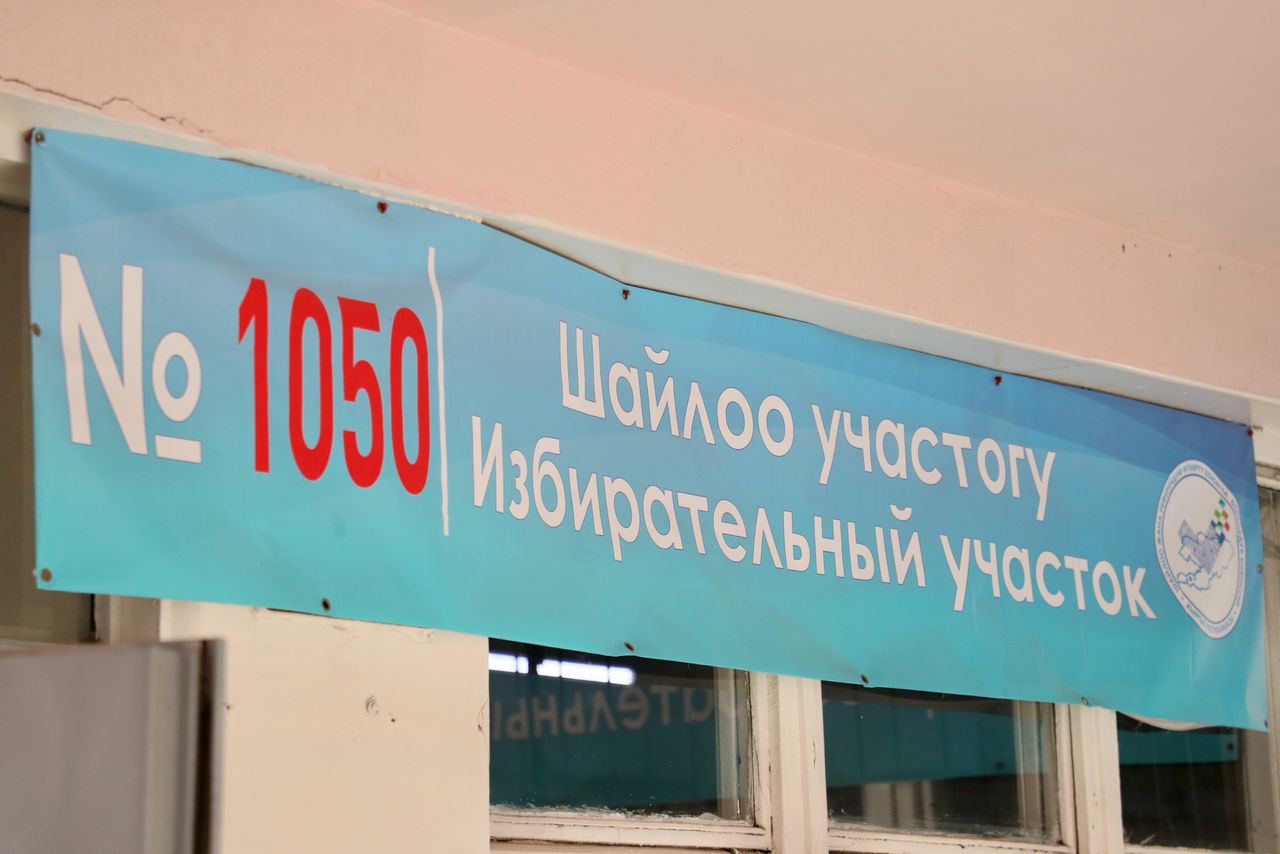 № 1050
Шайлоо участогу
Избирательный участок